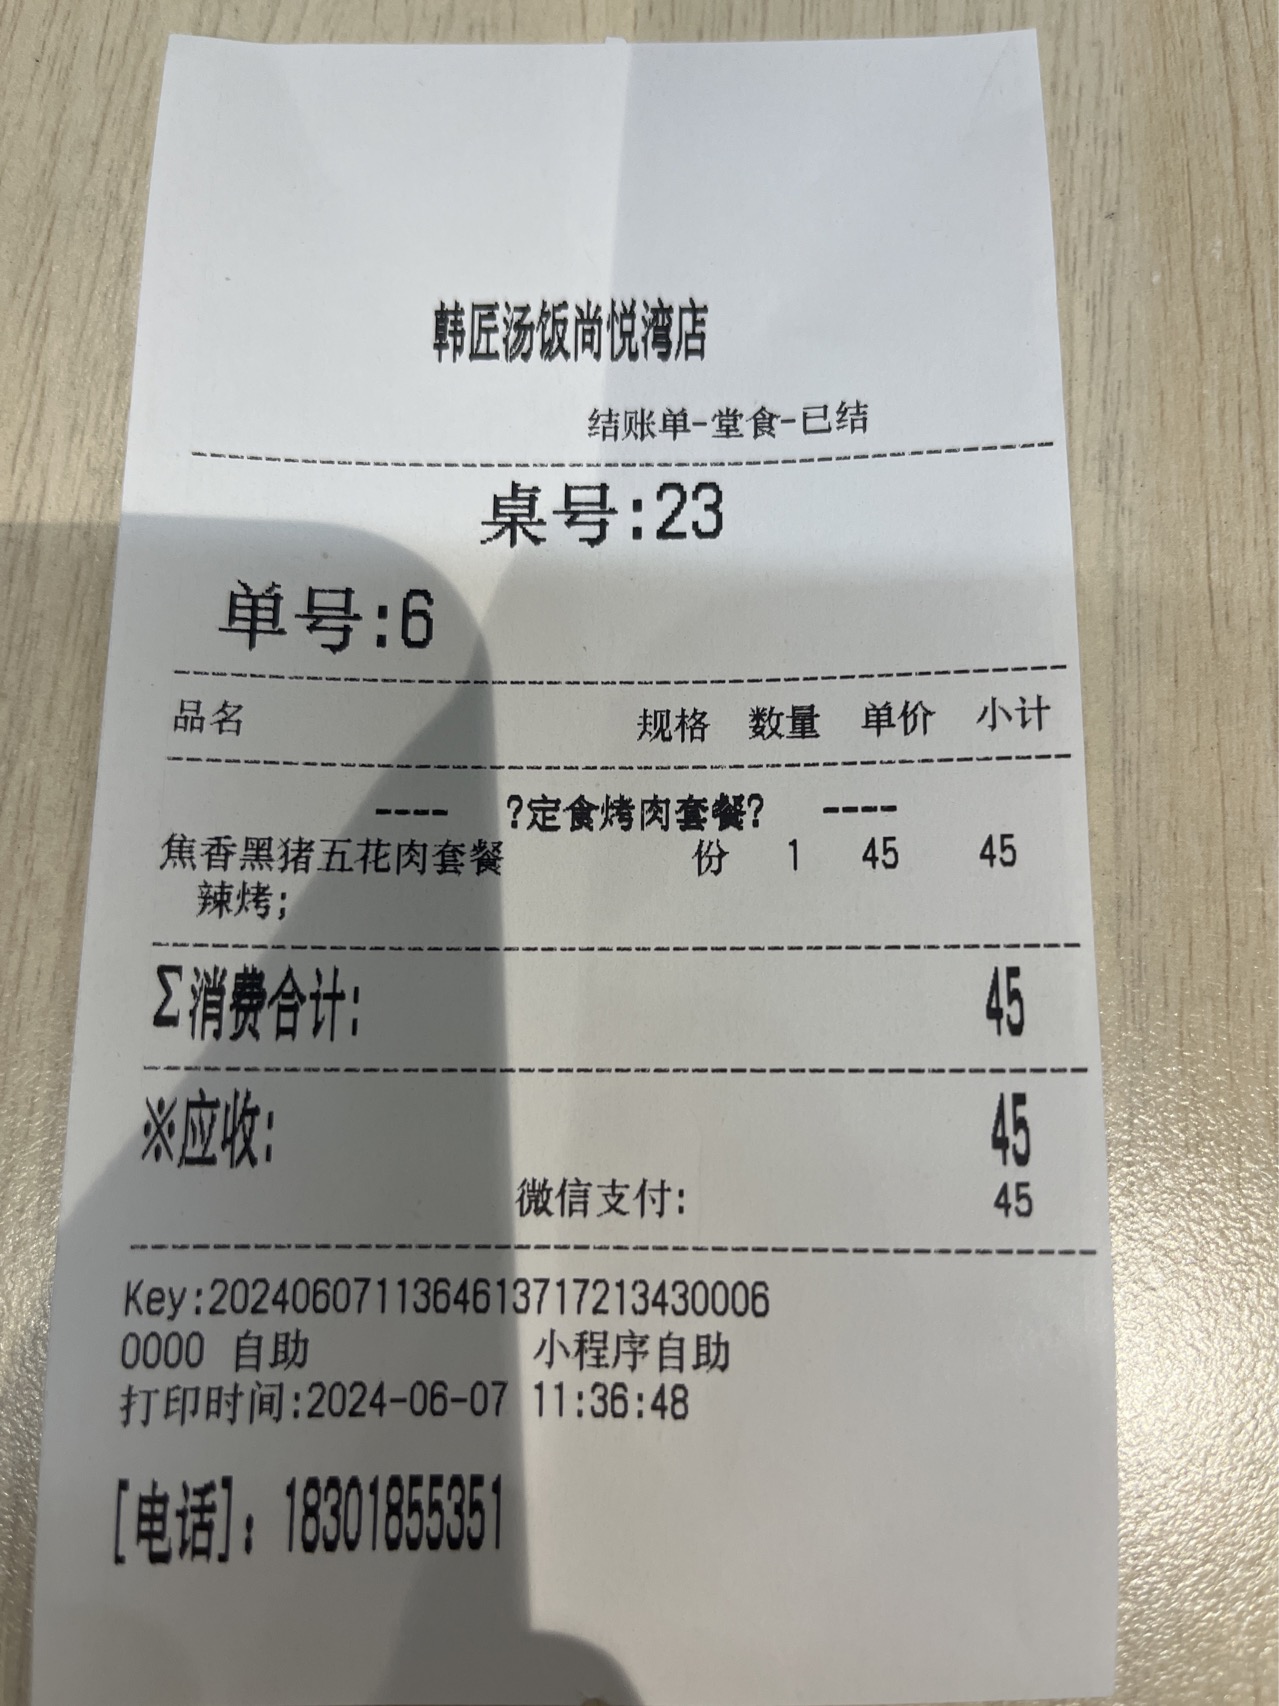 韩匠汤饭尚悦湾店
结账单-堂食-已结
桌号:23
单号:6
品名 规格 数量 单价 小计
---- ?定食烤肉套餐? ----
焦香黑猪五花肉套餐 份 1 45 45
辣烤;
Σ消费合计: 45
※应收: 45
微信支付: 45
Key:20240607113646137172134300​06
0000 自助 小程序自助
打印时间:2024-06-07 11:36:48
[电话]: 18301855351